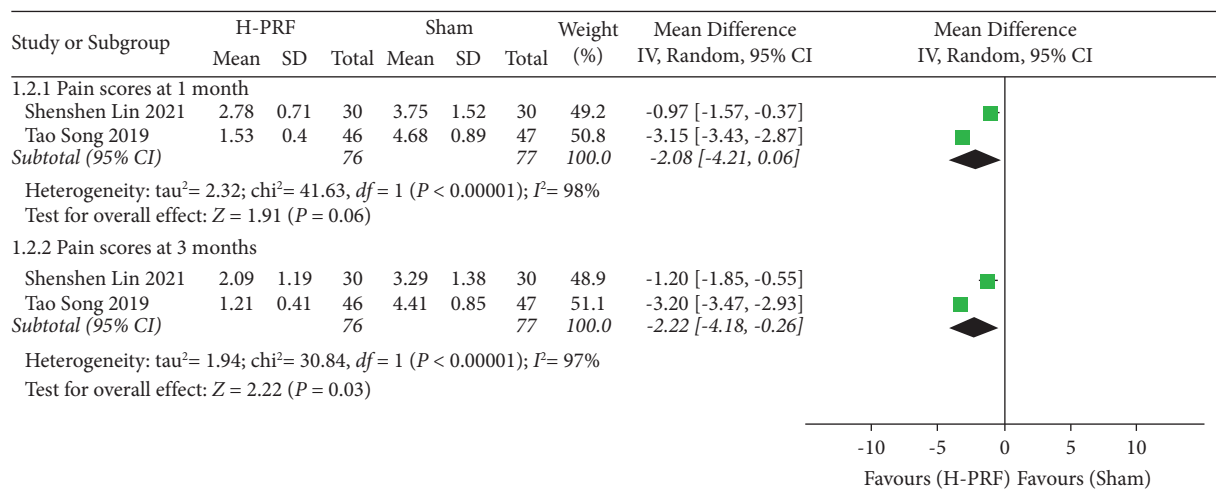 Study or Subgroup H-PRF Sham Weight (%) Mean Difference IV, Random, 95% CI Mean Difference IV, Random, 95% CI
Mean SD Total Mean SD Total
1.2.1 Pain scores at 1 month
Shenshen Lin 2021 2.78 0.71 30 3.75 1.52 30 49.2 -0.97 [-1.57, -0.37]
Tao Song 2019 1.53 0.4 46 4.68 0.89 47 50.8 -3.15 [-3.43, -2.87]
Subtotal (95% CI) 76 77 100.0 -2.08 [-4.21, 0.06]
Heterogeneity: tau²= 2.32; chi²= 41.63, df = 1 (P < 0.00001); I²= 98%
Test for overall effect: Z = 1.91 (P = 0.06)
1.2.2 Pain scores at 3 months
Shenshen Lin 2021 2.09 1.19 30 3.29 1.38 30 48.9 -1.20 [-1.85, -0.55]
Tao Song 2019 1.21 0.41 46 4.41 0.85 47 51.1 -3.20 [-3.47, -2.93]
Subtotal (95% CI) 76 77 100.0 -2.22 [-4.18, -0.26]
Heterogeneity: tau²= 1.94; chi²= 30.84, df = 1 (P < 0.00001); I²= 97%
Test for overall effect: Z = 2.22 (P = 0.03)
-10 -5 0 5 10
Favours (H-PRF) Favours (Sham)